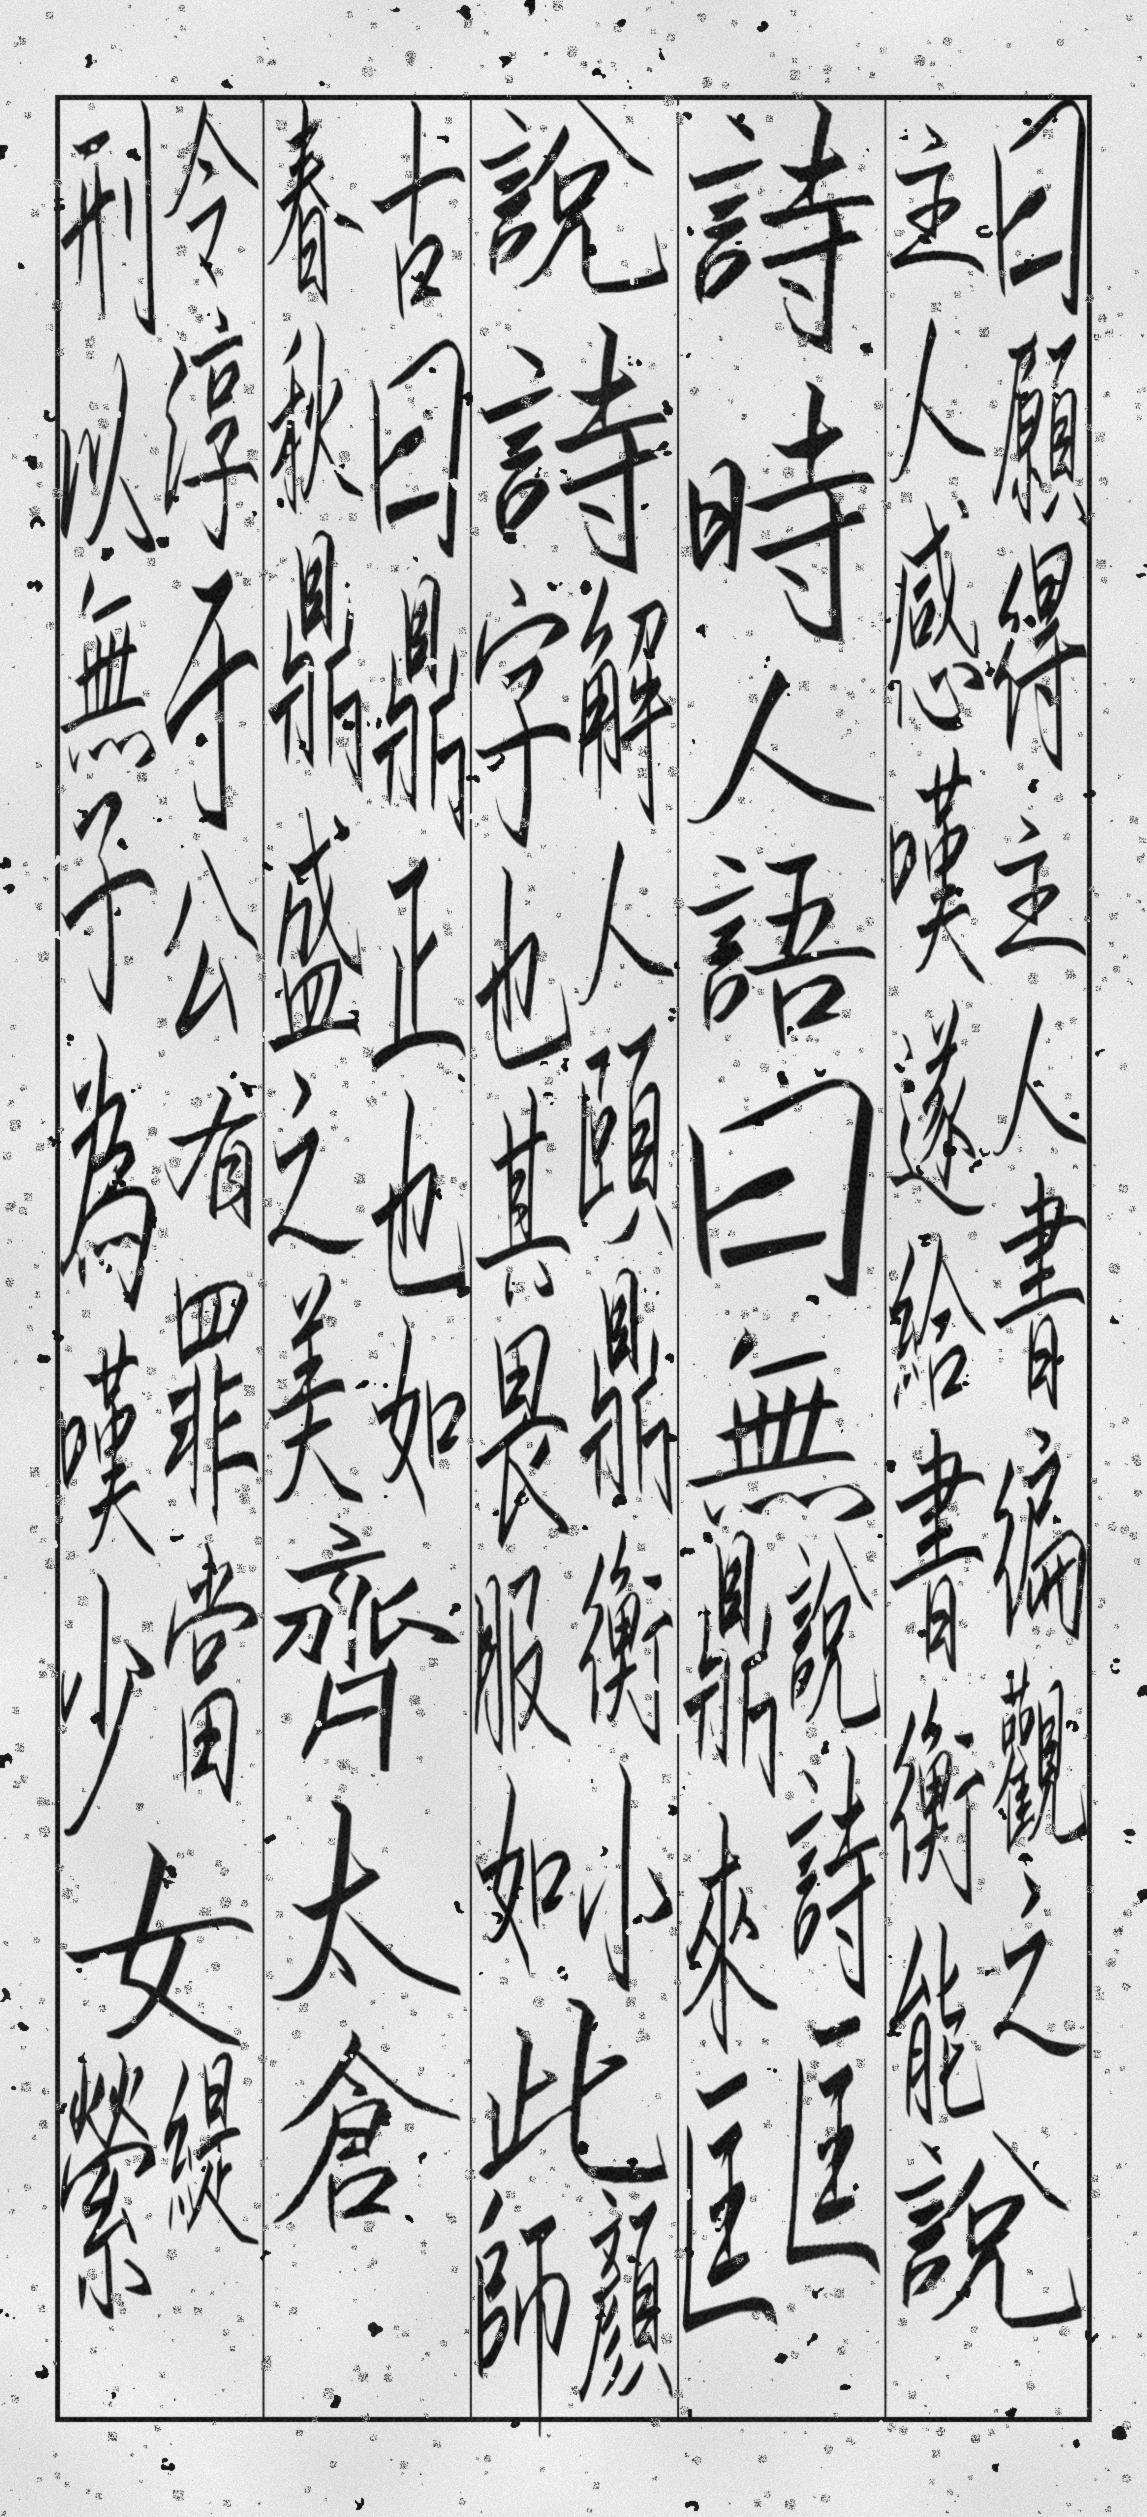 曰願得主人書徧觀之
主人感嘆遂給書衡能
說
詩時人語曰無
說詩匡
鼎來匡
說詩
解人頤鼎衡小
字也其畏服如
此
顏
師
古曰鼎正也如
春秋鼎盛之美
齊太倉
令淳于公有罪當
刑以無子為嘆少
女
緹
縈